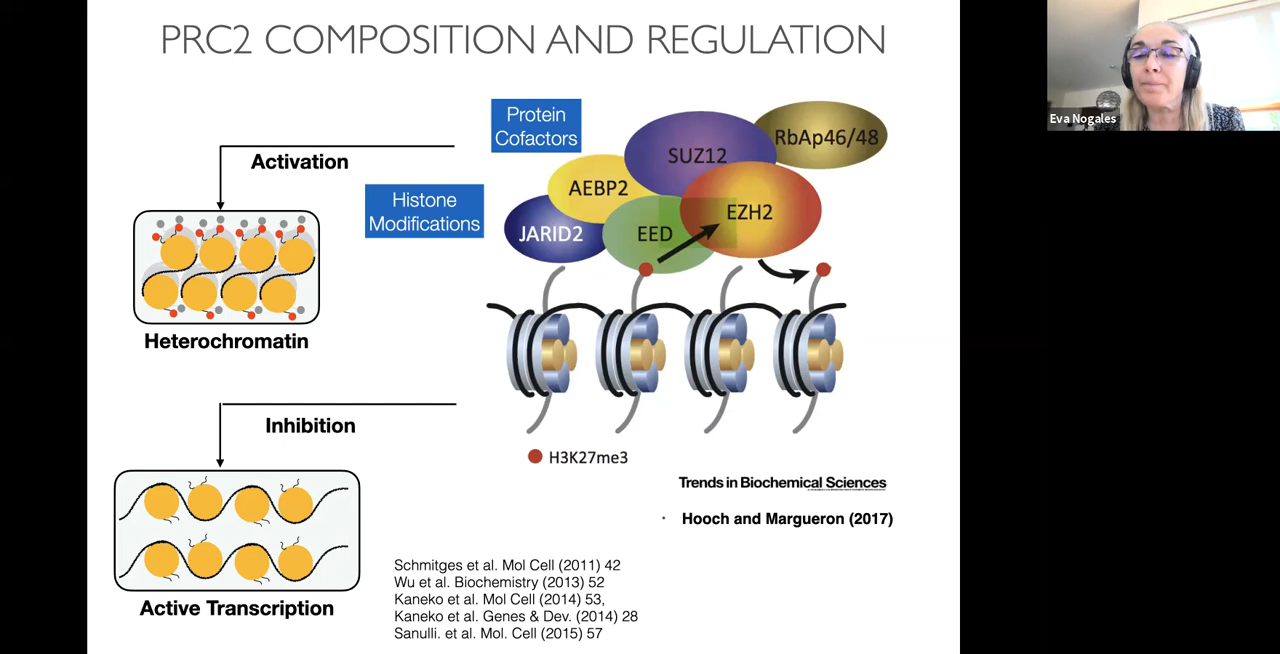 PRC2 COMPOSITION AND REGULATION
Eva Nogales
Protein
Cofactors
RbAp46/48
SUZ12
Activation
AEBP2
Histone
Modifications
EZH2
JARID2
EED
Heterochromatin
Inhibition
H3K27me3
Trends in Biochemical Sciences
• Hooch and Margueron (2017)
Schmitges et al. Mol Cell (2011) 42
Wu et al. Biochemistry (2013) 52
Kaneko et al. Mol Cell (2014) 53,
Kaneko et al. Genes & Dev. (2014) 28
Sanulli. et al. Mol. Cell (2015) 57
Active Transcription